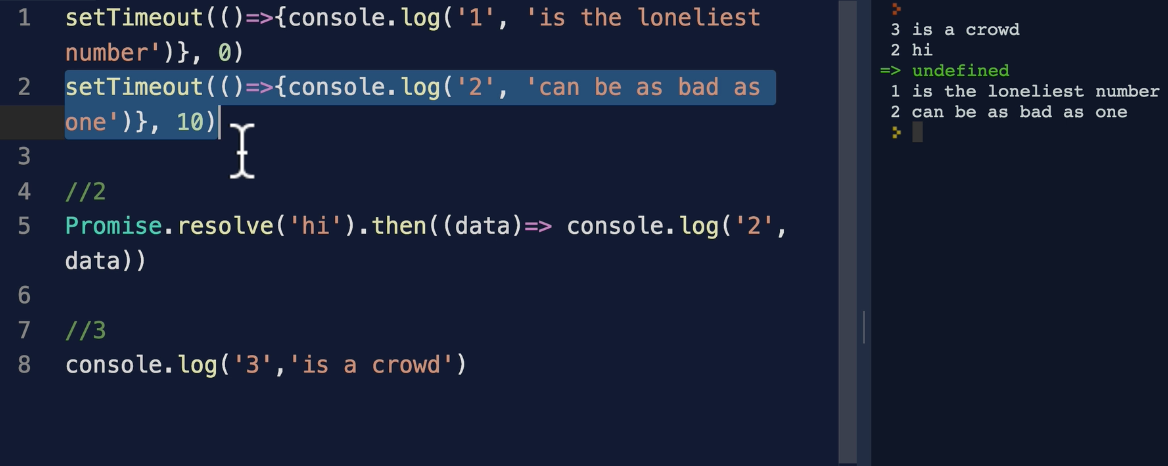 1 setTimeout(()=>{console.log('1', 'is the loneliest
number')}, 0)
2 setTimeout(()=>{console.log('2', 'can be as bad as
one')}, 10)
3
4 //2
5 Promise.resolve('hi').then((data)=> console.log('2',
data))
6
7 //3
8 console.log('3','is a crowd')
3 is a crowd
2 hi
=> undefined
1 is the loneliest number
2 can be as bad as one